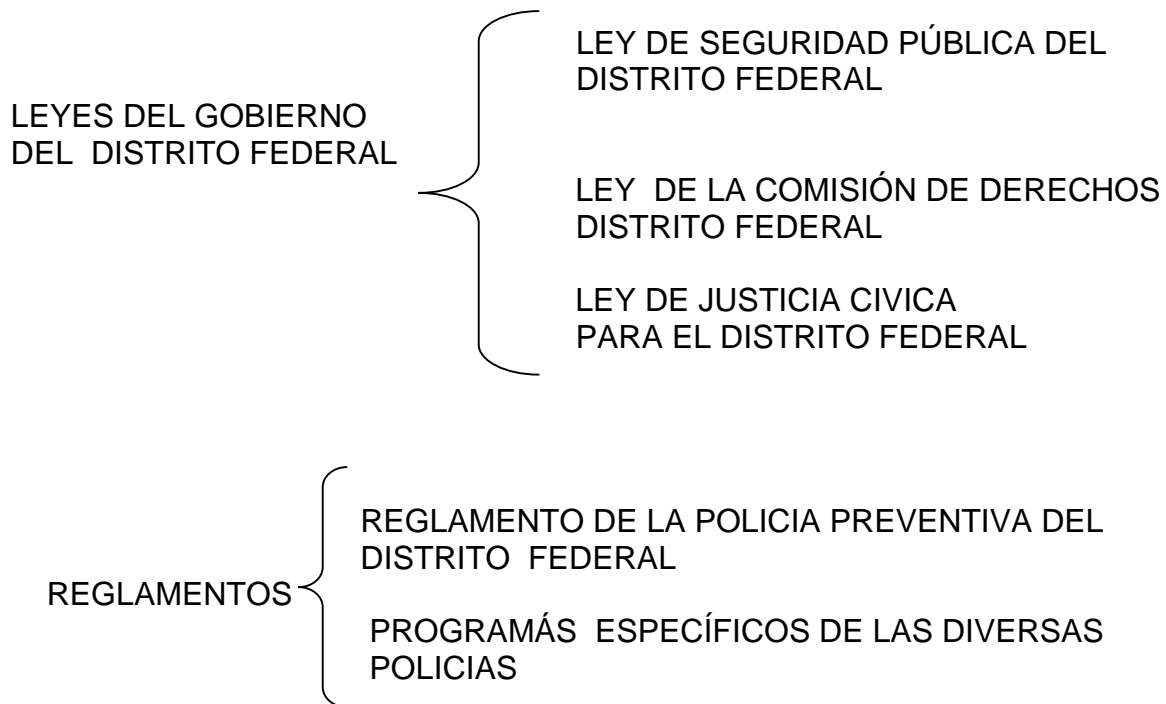 LEYES DEL GOBIERNO
DEL DISTRITO FEDERAL
LEY DE SEGURIDAD PÚBLICA DEL
DISTRITO FEDERAL
LEY DE LA COMISIÓN DE DERECHOS
DISTRITO FEDERAL
LEY DE JUSTICIA CIVICA
PARA EL DISTRITO FEDERAL
REGLAMENTOS
REGLAMENTO DE LA POLICIA PREVENTIVA DEL
DISTRITO FEDERAL
PROGRAMÁS ESPECÍFICOS DE LAS DIVERSAS
POLICIAS